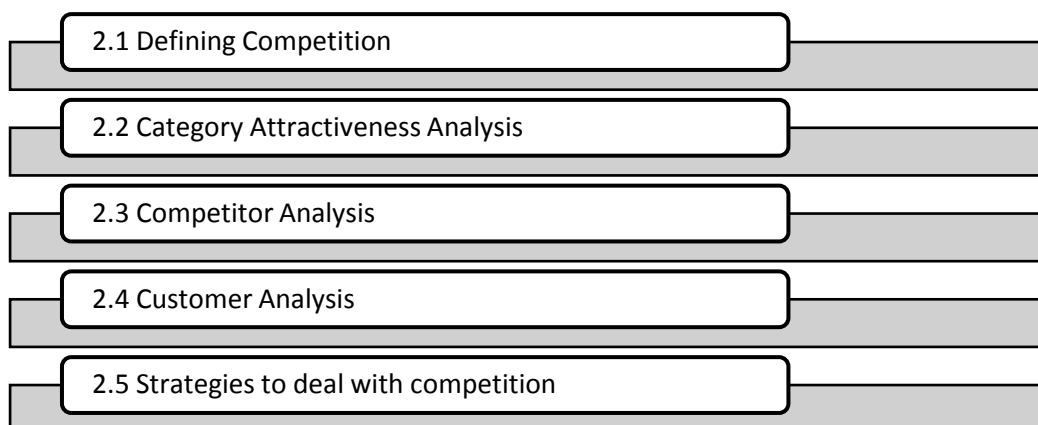 2.1 Defining Competition
2.2 Category Attractiveness Analysis
2.3 Competitor Analysis
2.4 Customer Analysis
2.5 Strategies to deal with competition